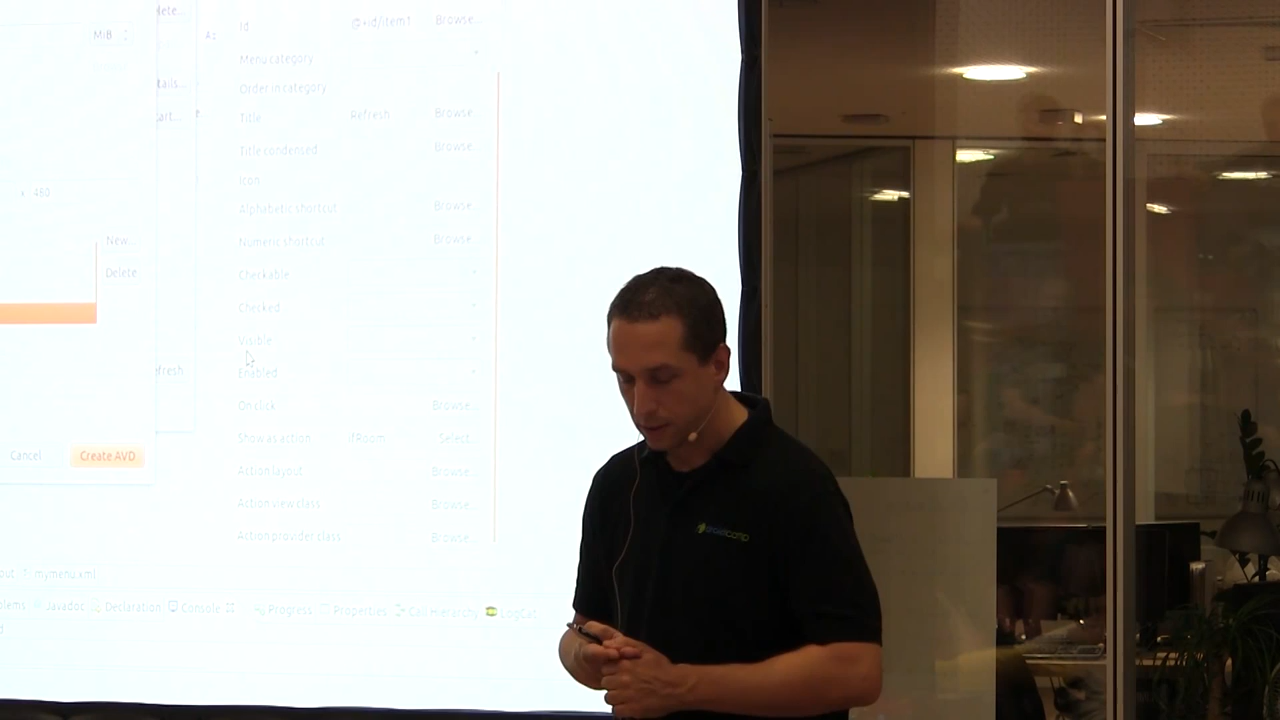 Id @+id/item1 Browse...
MiB
Menu category
Order in category
Title Refresh Browse...
Title condensed Browse...
Icon
x 460
Alphabetic shortcut Browse...
Numeric shortcut Browse...
New...
Delete
Checkable
Checked
Visible
Enabled
On click Browse...
Show as action ifRoom Select...
Cancel Create AVD
Action layout Browse...
Action view class Browse...
Action provider class Browse...
mymenu.xml
Javadoc Declaration Console Progress Properties Call Hierarchy LogCat